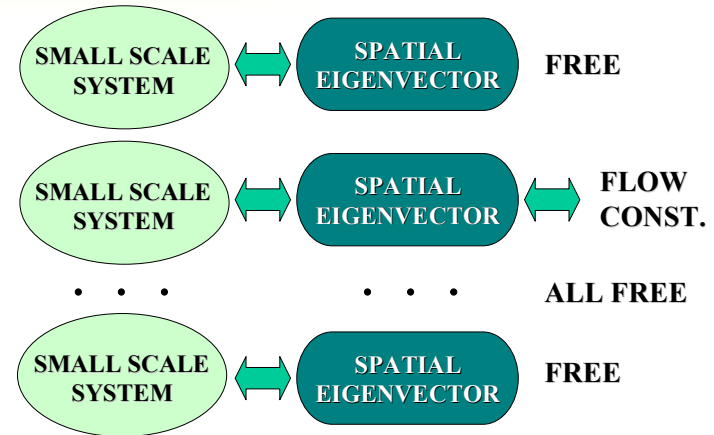 SMALL SCALE
SYSTEM
SPATIAL
EIGENVECTOR
FREE
SMALL SCALE
SYSTEM
SPATIAL
EIGENVECTOR
FLOW
CONST.
. . .
. . .
ALL FREE
SMALL SCALE
SYSTEM
SPATIAL
EIGENVECTOR
FREE